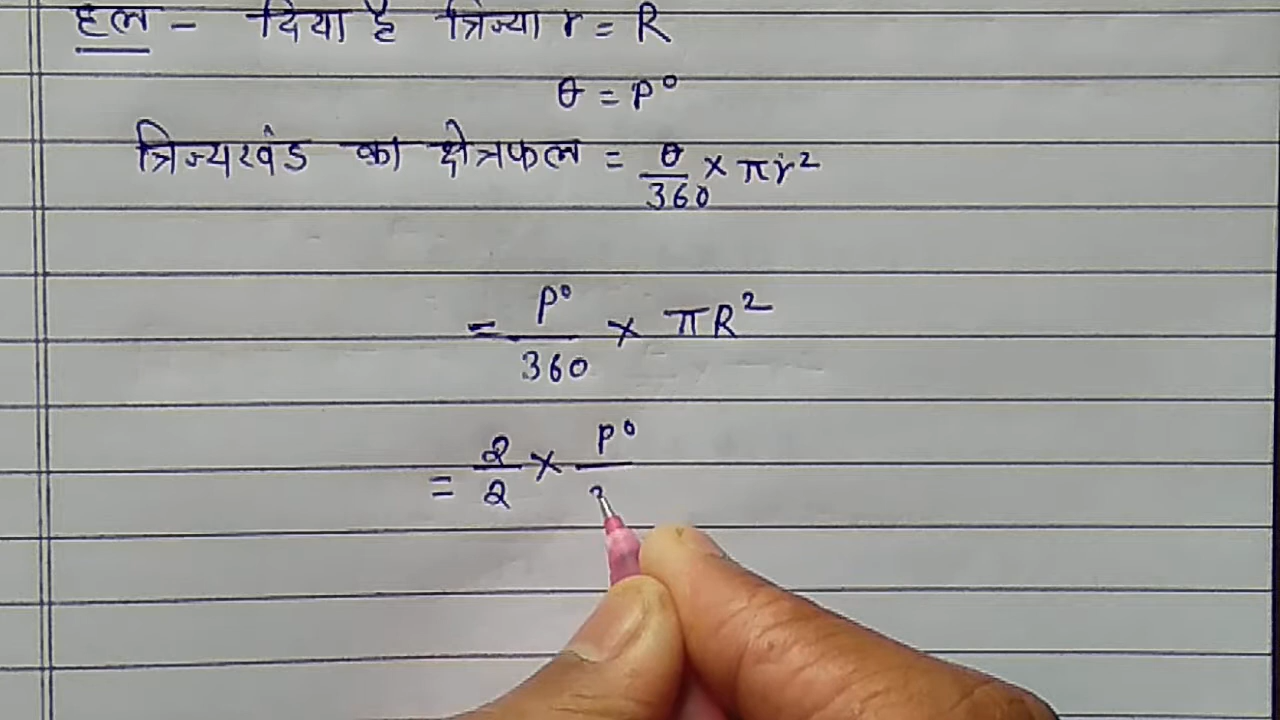 हल - दिया है त्रिज्या r = R
θ = P°
त्रिज्यखंड का क्षेत्रफल = θ/360 × πr²
= P°/360 × πR²
= 2/2 × P°/